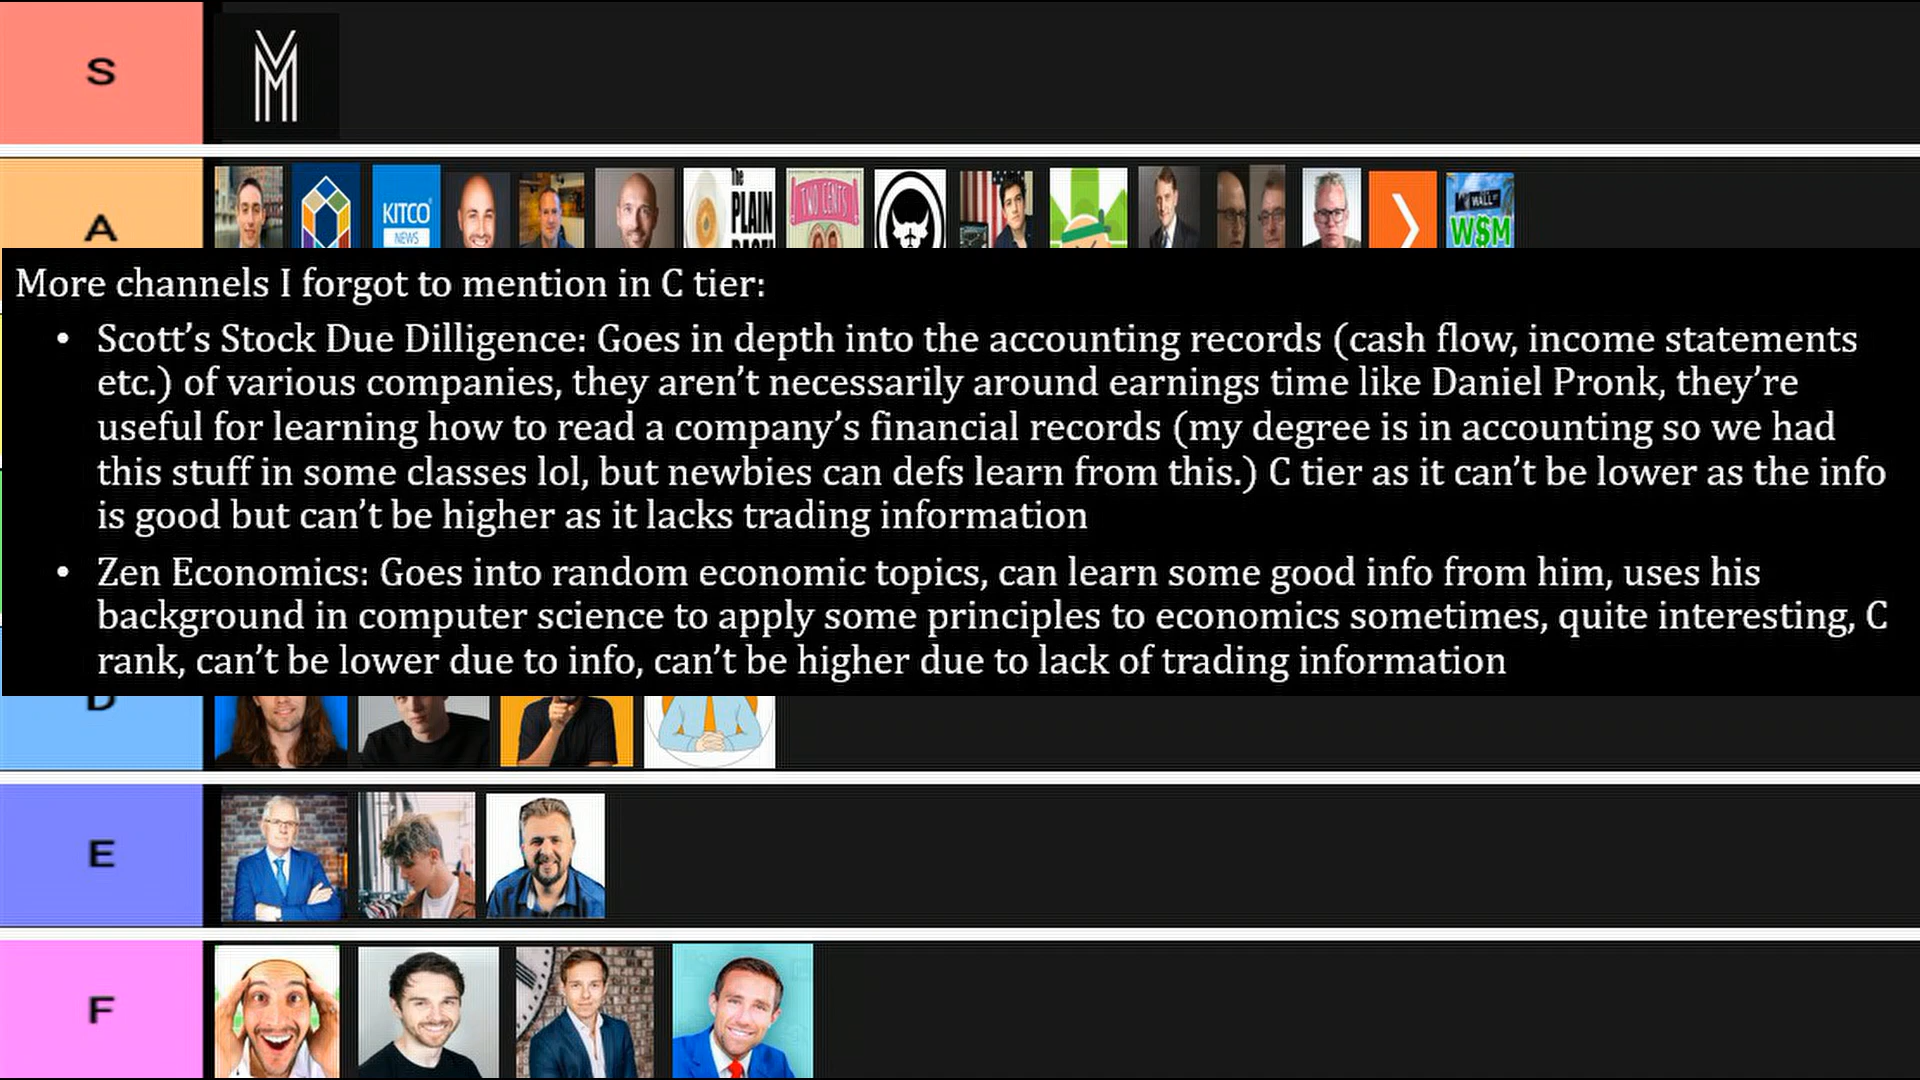 S
A
KITCO
NEWS
The
PLAIN
TWO CENTS
WALL
W$M
More channels I forgot to mention in C tier:
• Scott’s Stock Due Dilligence: Goes in depth into the accounting records (cash flow, income statements
etc.) of various companies, they aren’t necessarily around earnings time like Daniel Pronk, they’re
useful for learning how to read a company’s financial records (my degree is in accounting so we had
this stuff in some classes lol, but newbies can defs learn from this.) C tier as it can’t be lower as the info
is good but can’t be higher as it lacks trading information
• Zen Economics: Goes into random economic topics, can learn some good info from him, uses his
background in computer science to apply some principles to economics sometimes, quite interesting, C
rank, can’t be lower due to info, can’t be higher due to lack of trading information
D
E
F